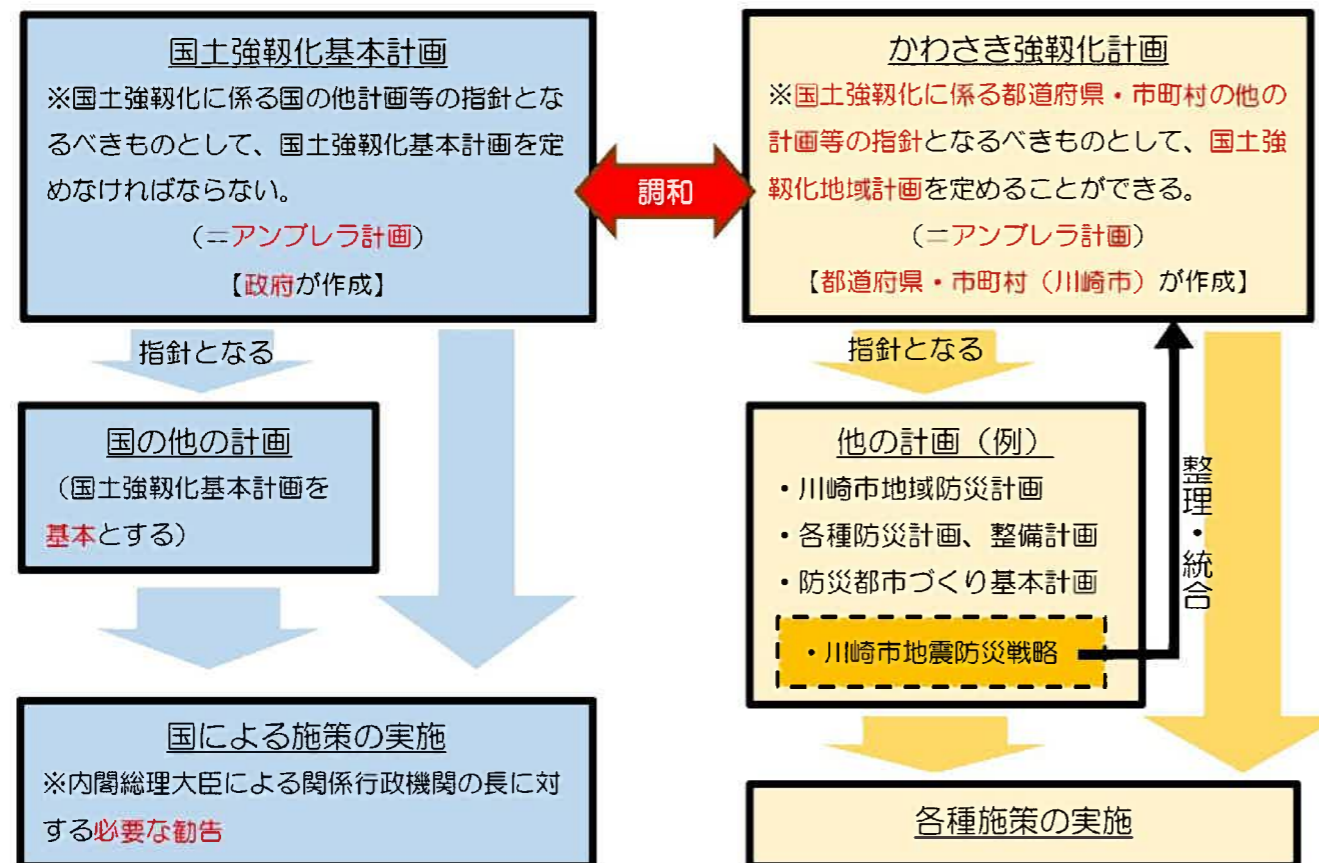 国土強靱化基本計画
※国土強靱化に係る国の他計画等の指針とな
るべきものとして、国土強靱化基本計画を定
めなければならない。
(=アンブレラ計画)
【政府が作成】
調和
かわさき強靱化計画
※国土強靱化に係る都道府県・市町村の他の
計画等の指針となるべきものとして、国土強
靱化地域計画を定めることができる。
(=アンブレラ計画)
【都道府県・市町村(川崎市)が作成】
指針となる
国の他の計画
(国土強靱化基本計画を
基本とする)
国による施策の実施
※内閣総理大臣による関係行政機関の長に対
する必要な勧告
指針となる
他の計画(例)
・川崎市地域防災計画
・各種防災計画、整備計画
・防災都市づくり基本計画
・川崎市地震防災戦略
整理・統合
各種施策の実施